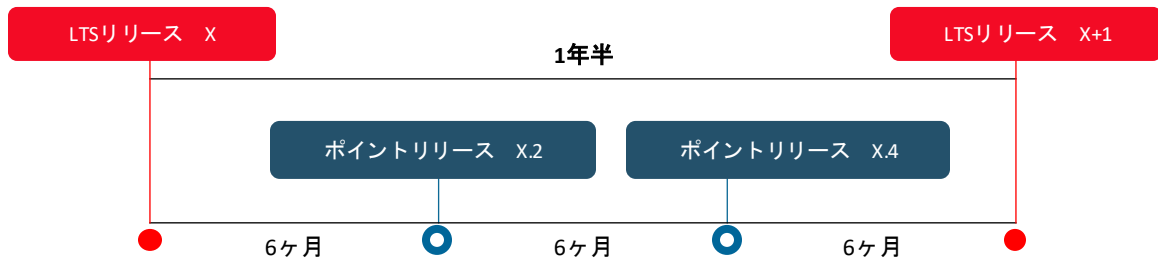 LTSリリース　X
LTSリリース　X+1
1年半
ポイントリリース　X.2
ポイントリリース　X.4
6ヶ月
6ヶ月
6ヶ月